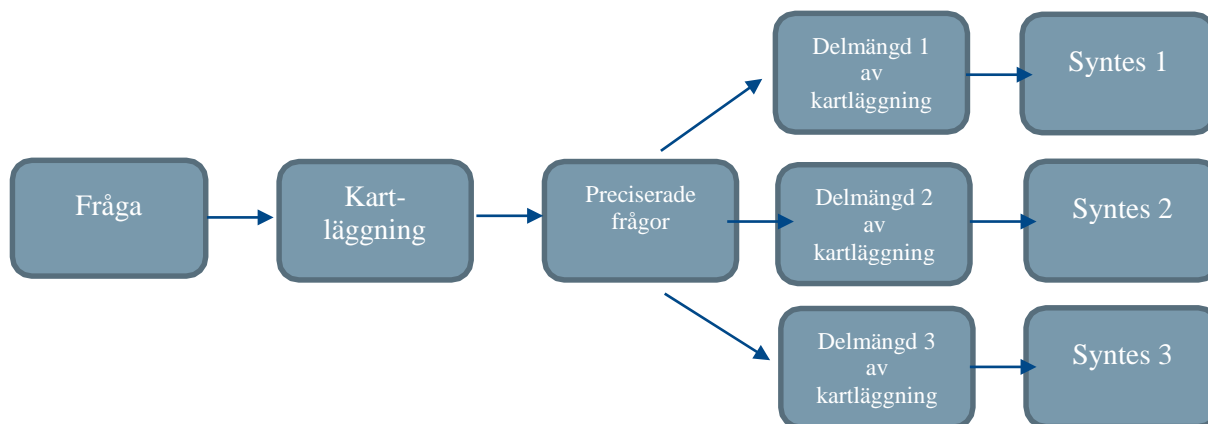 Fråga
Kart-
läggning
Preciserade
frågor
Delmängd 1
av
kartläggning
Syntes 1
Delmängd 2
av
kartläggning
Syntes 2
Delmängd 3
av
kartläggning
Syntes 3